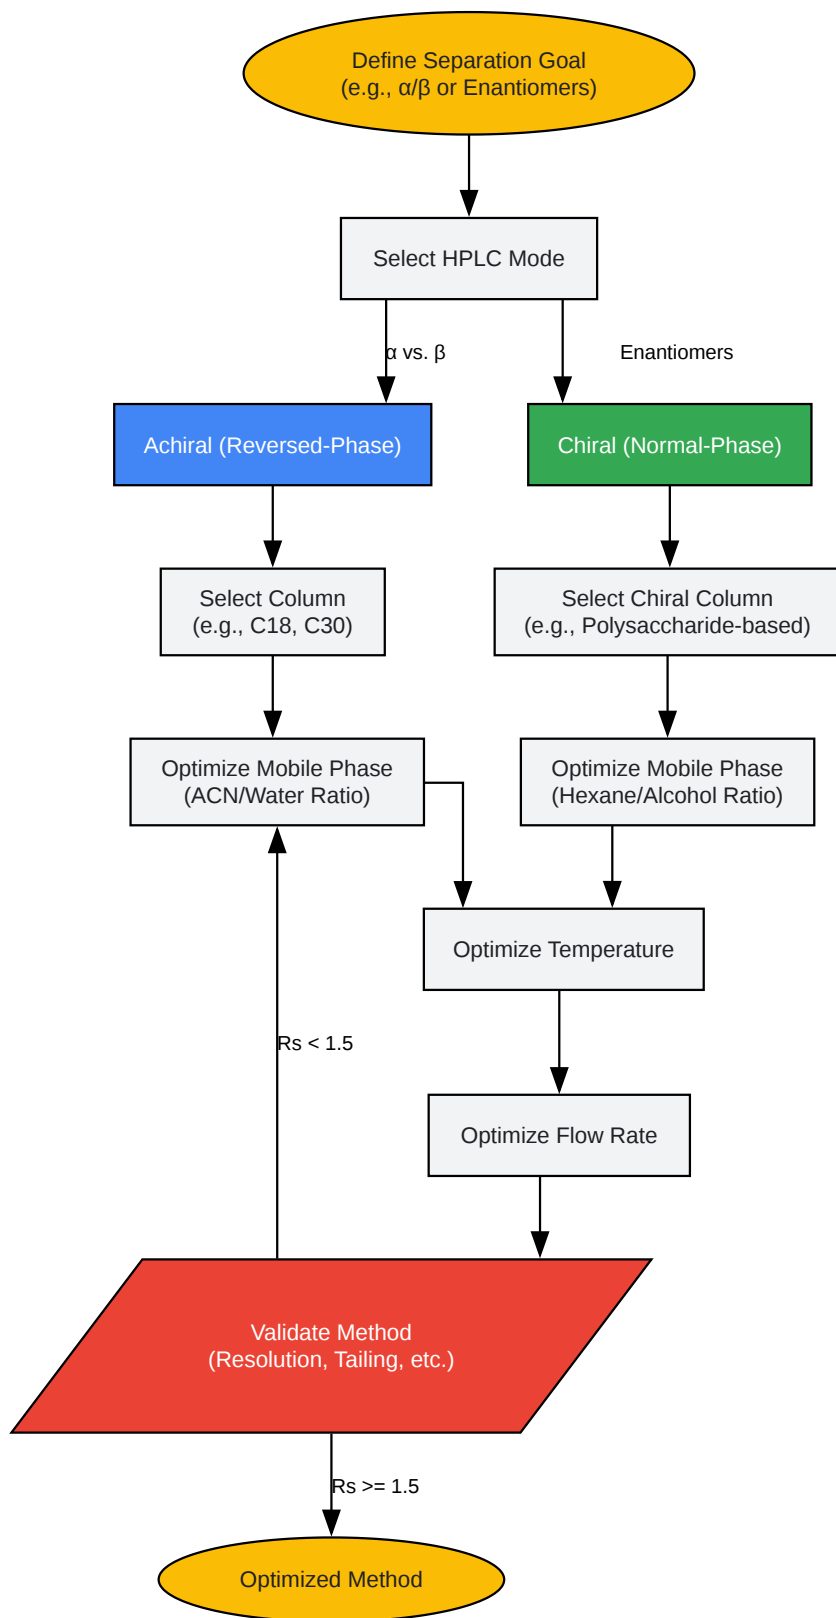 Define Separation Goal
(e.g., α/β or Enantiomers)
Select HPLC Mode
α vs. β
Enantiomers
Achiral (Reversed-Phase)
Chiral (Normal-Phase)
Select Column
(e.g., C18, C30)
Select Chiral Column
(e.g., Polysaccharide-based)
Optimize Mobile Phase
(ACN/Water Ratio)
Optimize Mobile Phase
(Hexane/Alcohol Ratio)
Optimize Temperature
Rs < 1.5
Optimize Flow Rate
Validate Method
(Resolution, Tailing, etc.)
Rs >= 1.5
Optimized Method